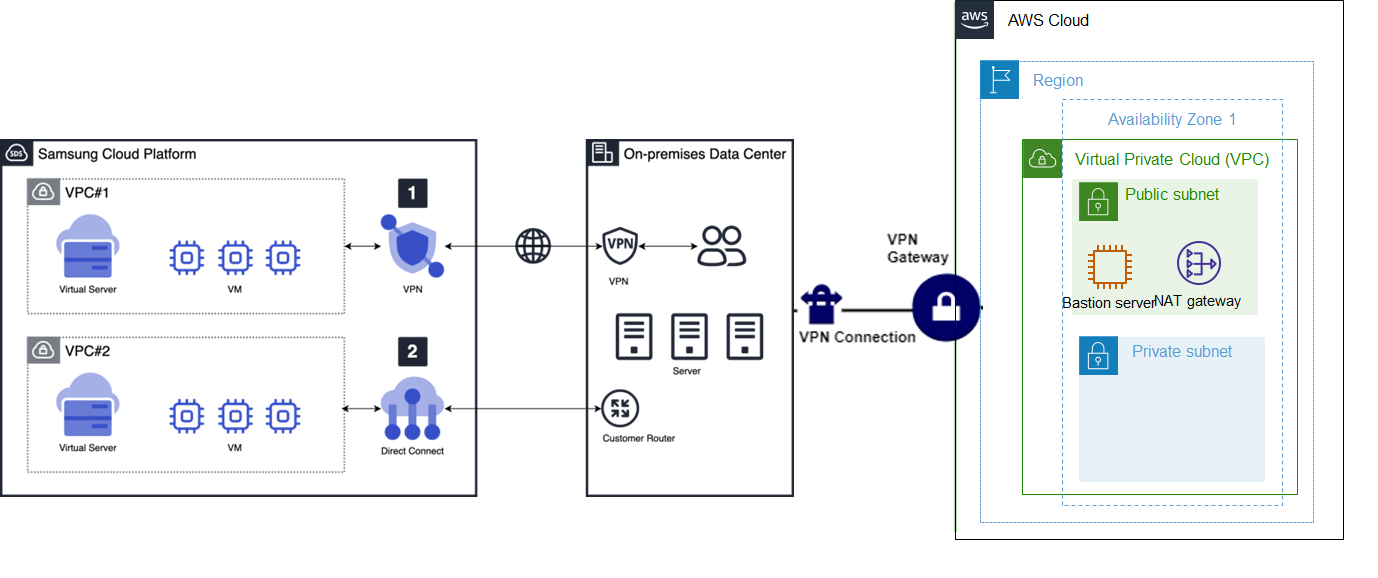 SDS
Samsung Cloud Platform
VPC#1
Virtual Server
VM
1
VPN
VPC#2
Virtual Server
VM
2
Direct Connect
On-premises Data Center
VPN
VPN
Server
Customer Router
VPN
Gateway
VPN Connection
aws
AWS Cloud
Region
Availability Zone 1
Virtual Private Cloud (VPC)
Public subnet
Bastion server
NAT gateway
Private subnet